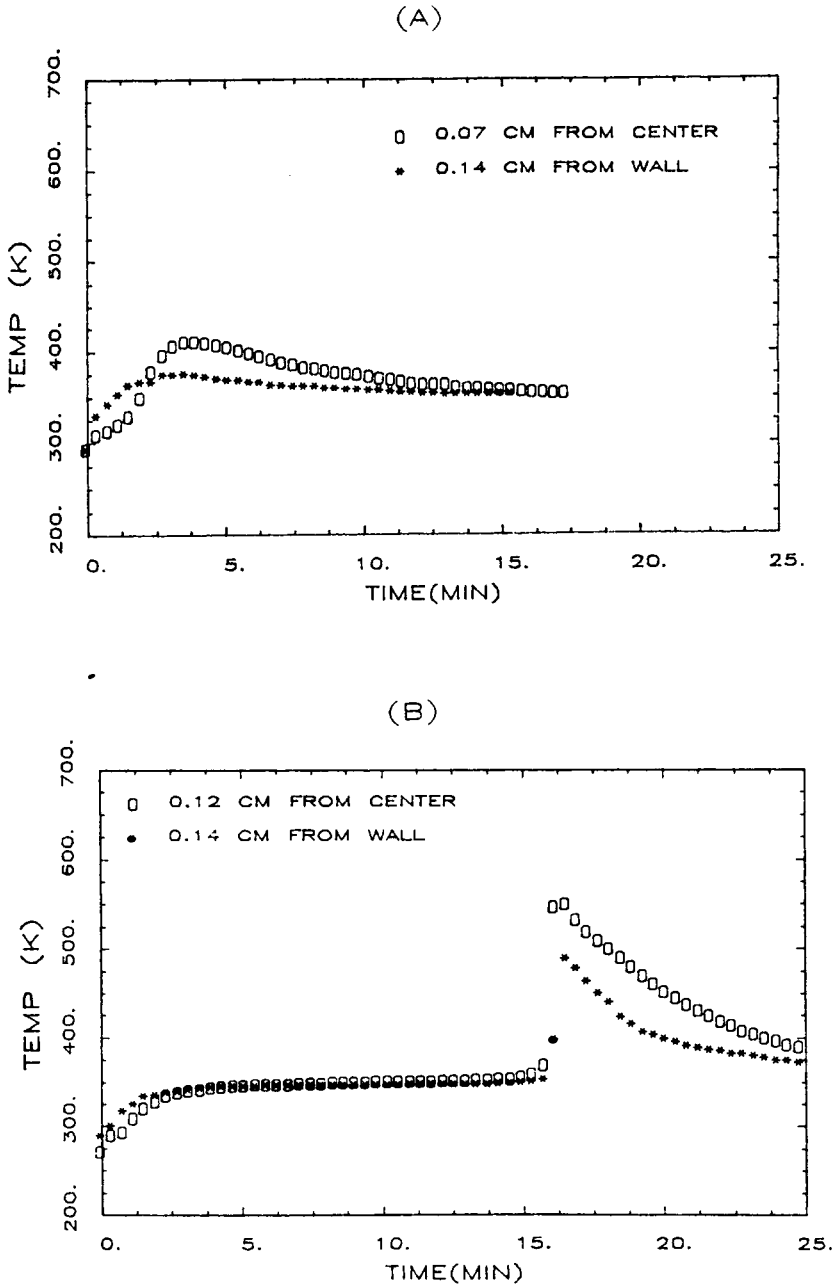 (A)
700.
600.
500.
400.
300.
200.
TEMP (K)
0.07 CM FROM CENTER
* 0.14 CM FROM WALL
0. 5. 10. 15. 20. 25.
TIME(MIN)
(B)
700.
600.
500.
400.
300.
200.
TEMP (K)
0.12 CM FROM CENTER
0.14 CM FROM WALL
0. 5. 10. 15. 20. 25.
TIME(MIN)